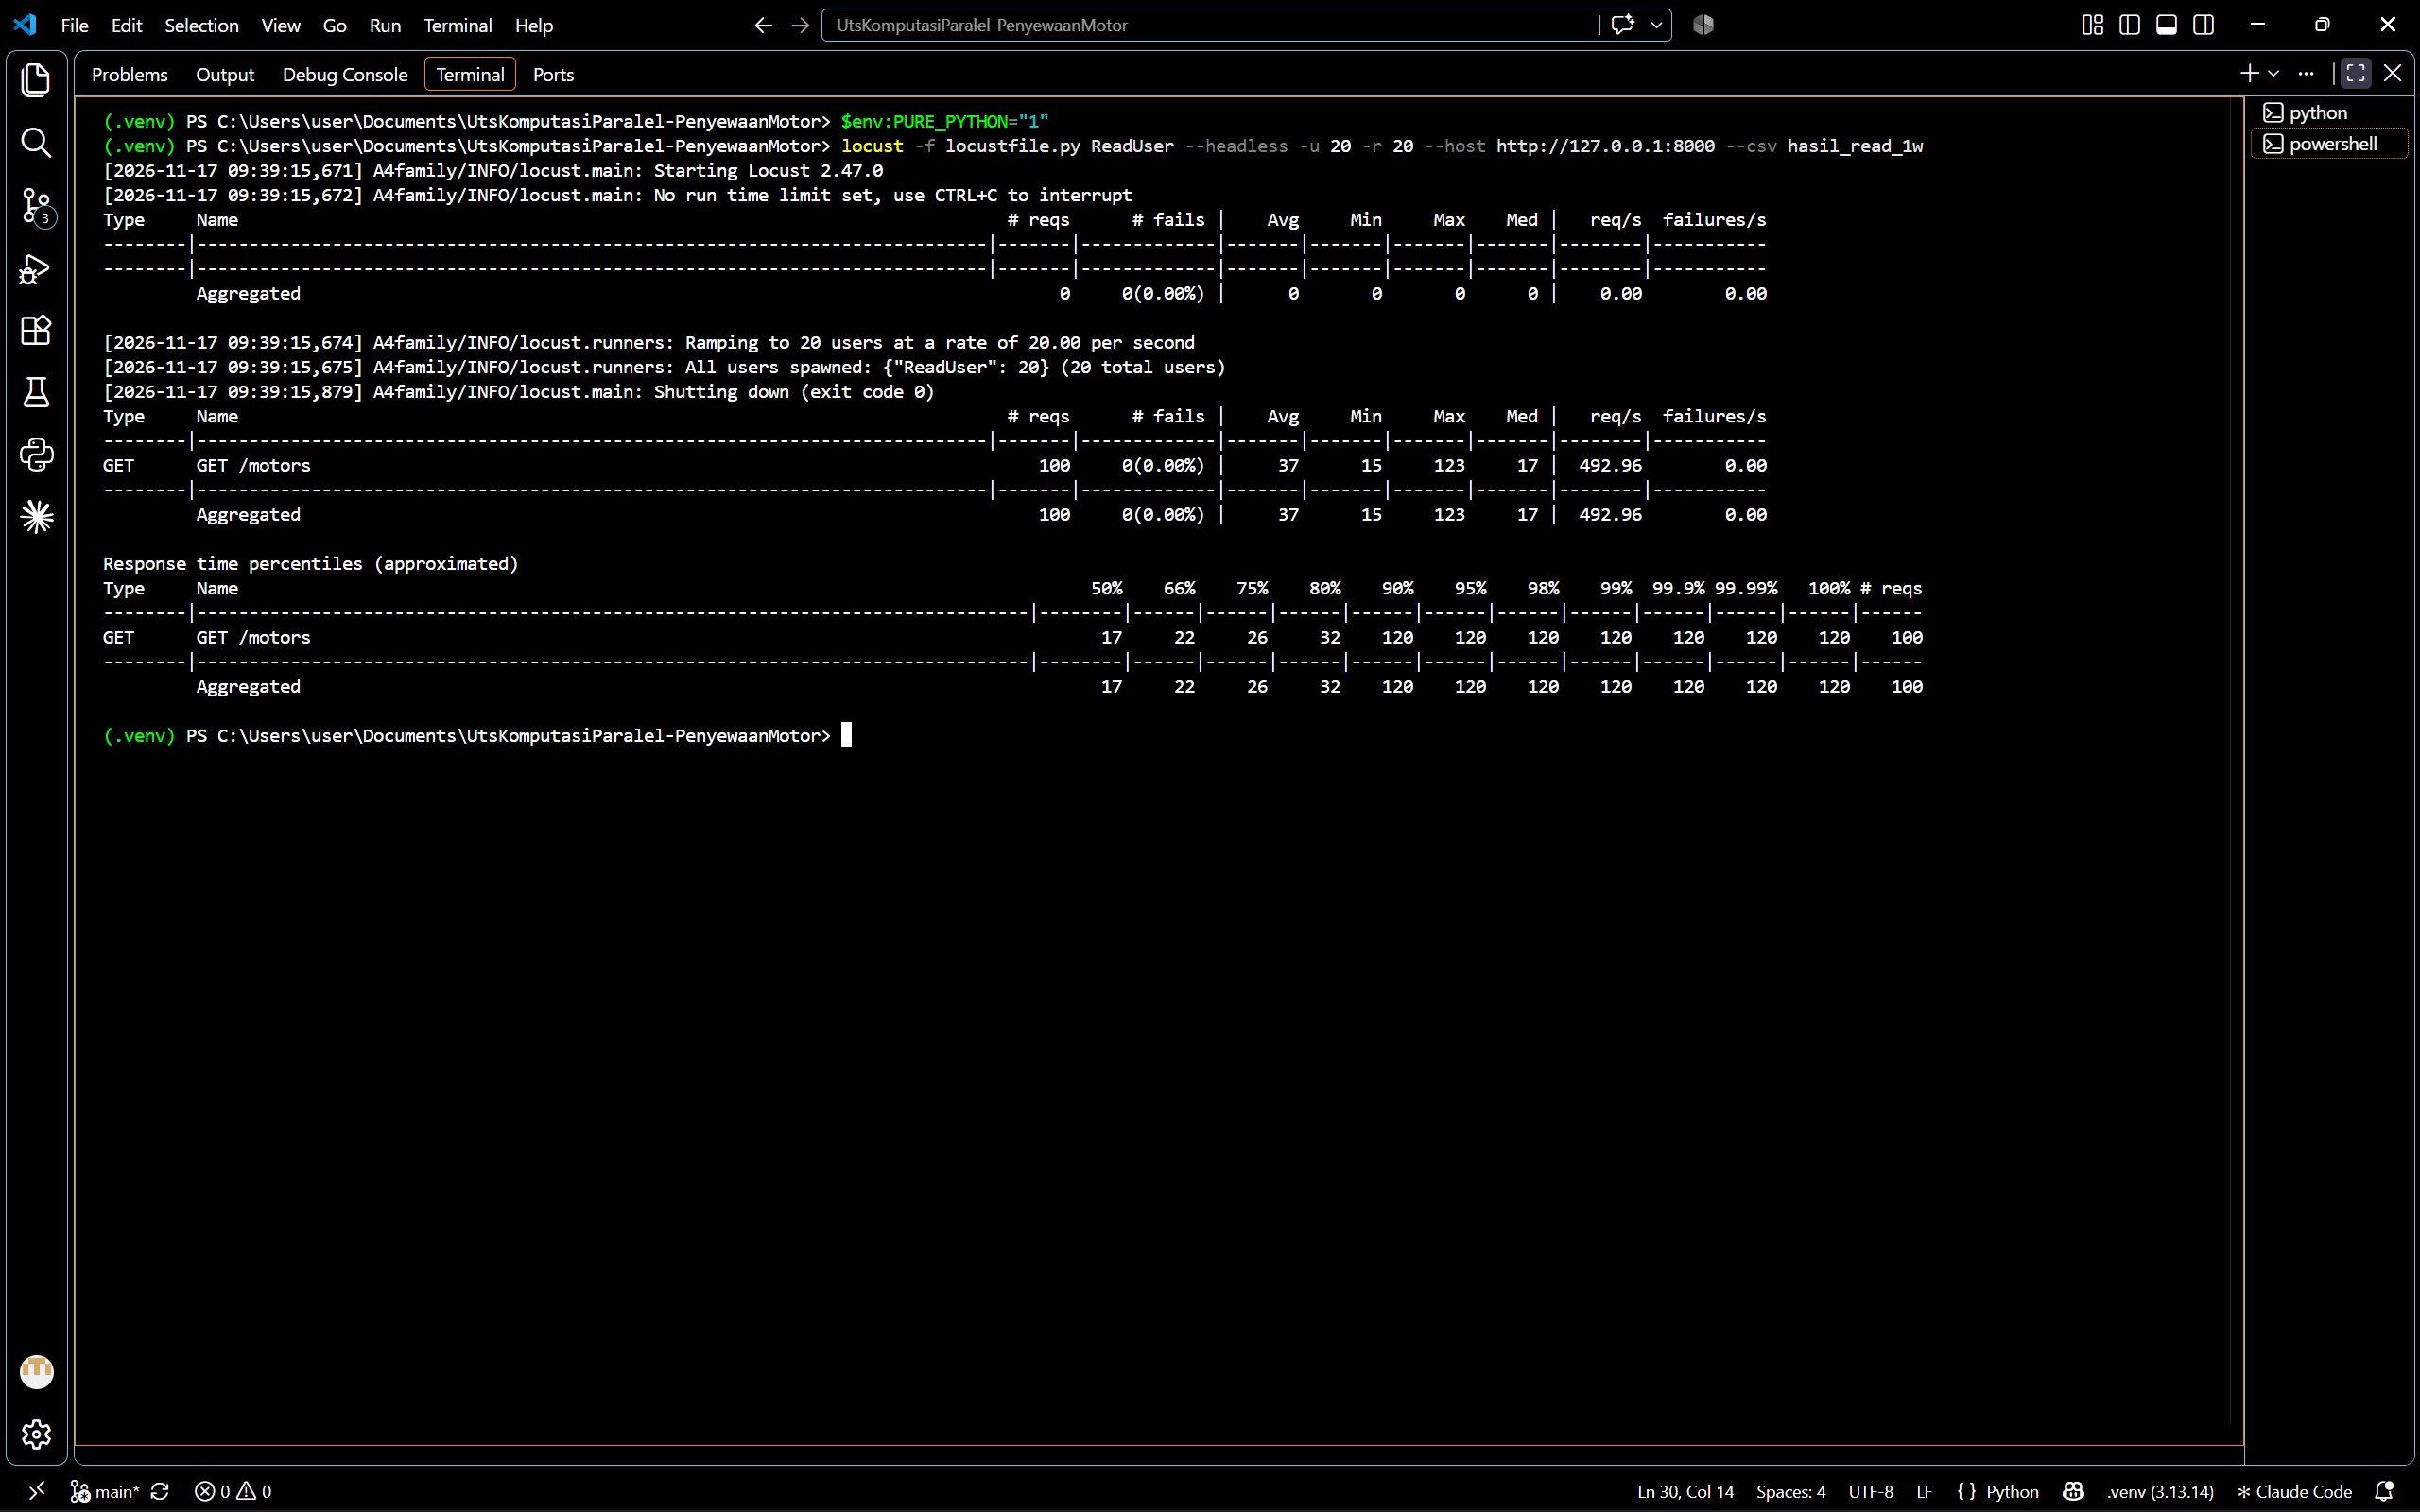 File Edit Selection View Go Run Terminal Help
UtsKomputasiParalel-PenyewaanMotor
Problems Output Debug Console Terminal Ports
python
powershell
3
(.venv) PS C:\Users\user\Documents\UtsKomputasiParalel-PenyewaanMotor> $env:PURE_PYTHON="1"
(.venv) PS C:\Users\user\Documents\UtsKomputasiParalel-PenyewaanMotor> locust -f locustfile.py ReadUser --headless -u 20 -r 20 --host http://127.0.0.1:8000 --csv hasil_read_1w
[2026-11-17 09:39:15,671] A4family/INFO/locust.main: Starting Locust 2.47.0
[2026-11-17 09:39:15,672] A4family/INFO/locust.main: No run time limit set, use CTRL+C to interrupt
Type Name # reqs # fails | Avg Min Max Med | req/s failures/s
--------|----------------------------------------------------------------------------|-------|-------------|-------|-------|-------|-------|--------|-----------
--------|----------------------------------------------------------------------------|-------|-------------|-------|-------|-------|-------|--------|-----------
Aggregated 0 0(0.00%) | 0 0 0 0 | 0.00 0.00
[2026-11-17 09:39:15,674] A4family/INFO/locust.runners: Ramping to 20 users at a rate of 20.00 per second
[2026-11-17 09:39:15,675] A4family/INFO/locust.runners: All users spawned: {"ReadUser": 20} (20 total users)
[2026-11-17 09:39:15,879] A4family/INFO/locust.main: Shutting down (exit code 0)
Type Name # reqs # fails | Avg Min Max Med | req/s failures/s
--------|----------------------------------------------------------------------------|-------|-------------|-------|-------|-------|-------|--------|-----------
GET GET /motors 100 0(0.00%) | 37 15 123 17 | 492.96 0.00
--------|----------------------------------------------------------------------------|-------|-------------|-------|-------|-------|-------|--------|-----------
Aggregated 100 0(0.00%) | 37 15 123 17 | 492.96 0.00
Response time percentiles (approximated)
Type Name 50% 66% 75% 80% 90% 95% 98% 99% 99.9% 99.99% 100% # reqs
--------|--------------------------------------------------------------------------------|--------|------|------|------|------|------|------|------|------|------|------|------
GET GET /motors 17 22 26 32 120 120 120 120 120 120 120 100
--------|--------------------------------------------------------------------------------|--------|------|------|------|------|------|------|------|------|------|------|------
Aggregated 17 22 26 32 120 120 120 120 120 120 120 100
(.venv) PS C:\Users\user\Documents\UtsKomputasiParalel-PenyewaanMotor>
main* 0 0 Ln 30, Col 14 Spaces: 4 UTF-8 LF {} Python .venv (3.13.14) Claude Code